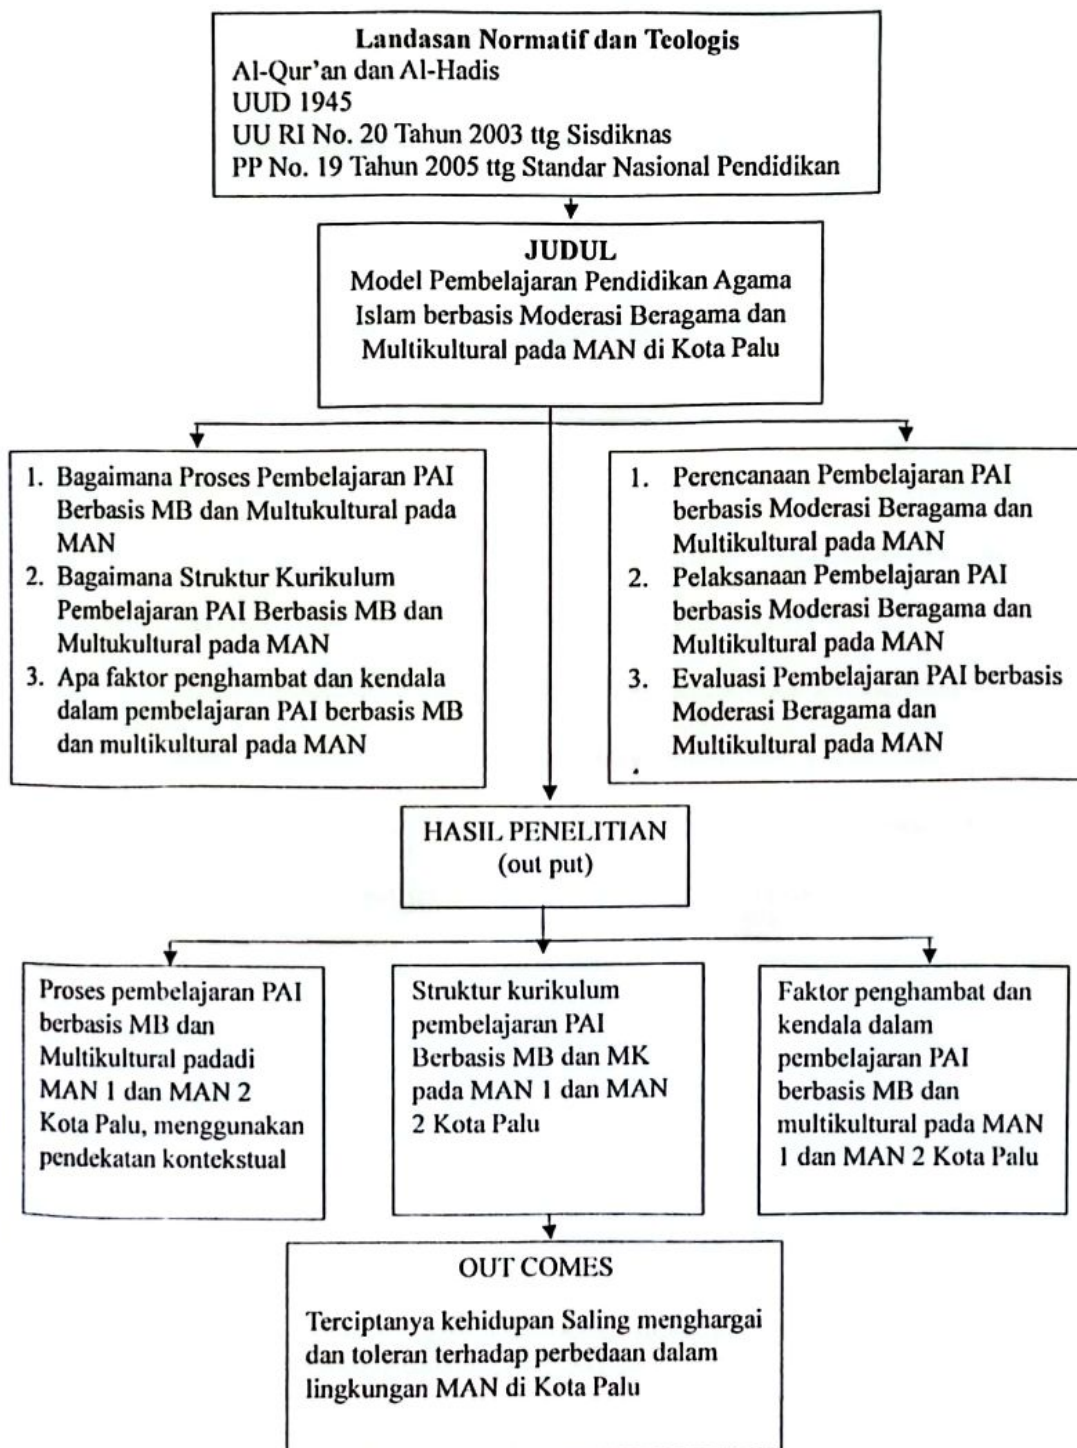 Landasan Normatif dan Teologis
Al-Qur'an dan Al-Hadis
UUD 1945
UU RI No. 20 Tahun 2003 ttg Sisdiknas
PP No. 19 Tahun 2005 ttg Standar Nasional Pendidikan
JUDUL
Model Pembelajaran Pendidikan Agama
Islam berbasis Moderasi Beragama dan
Multikultural pada MAN di Kota Palu
1. Bagaimana Proses Pembelajaran PAI
Berbasis MB dan Multukultural pada
MAN
2. Bagaimana Struktur Kurikulum
Pembelajaran PAI Berbasis MB dan
Multukultural pada MAN
3. Apa faktor penghambat dan kendala
dalam pembelajaran PAI berbasis MB
dan multikultural pada MAN
1. Perencanaan Pembelajaran PAI
berbasis Moderasi Beragama dan
Multikultural pada MAN
2. Pelaksanaan Pembelajaran PAI
berbasis Moderasi Beragama dan
Multikultural pada MAN
3. Evaluasi Pembelajaran PAI berbasis
Moderasi Beragama dan
Multikultural pada MAN
HASIL PENELITIAN
(out put)
Proses pembelajaran PAI
berbasis MB dan
Multikultural padadi
MAN 1 dan MAN 2
Kota Palu, menggunakan
pendekatan kontekstual
Struktur kurikulum
pembelajaran PAI
Berbasis MB dan MK
pada MAN 1 dan MAN
2 Kota Palu
Faktor penghambat dan
kendala dalam
pembelajaran PAI
berbasis MB dan
multikultural pada MAN
1 dan MAN 2 Kota Palu
OUT COMES
Terciptanya kehidupan Saling menghargai
dan toleran terhadap perbedaan dalam
lingkungan MAN di Kota Palu